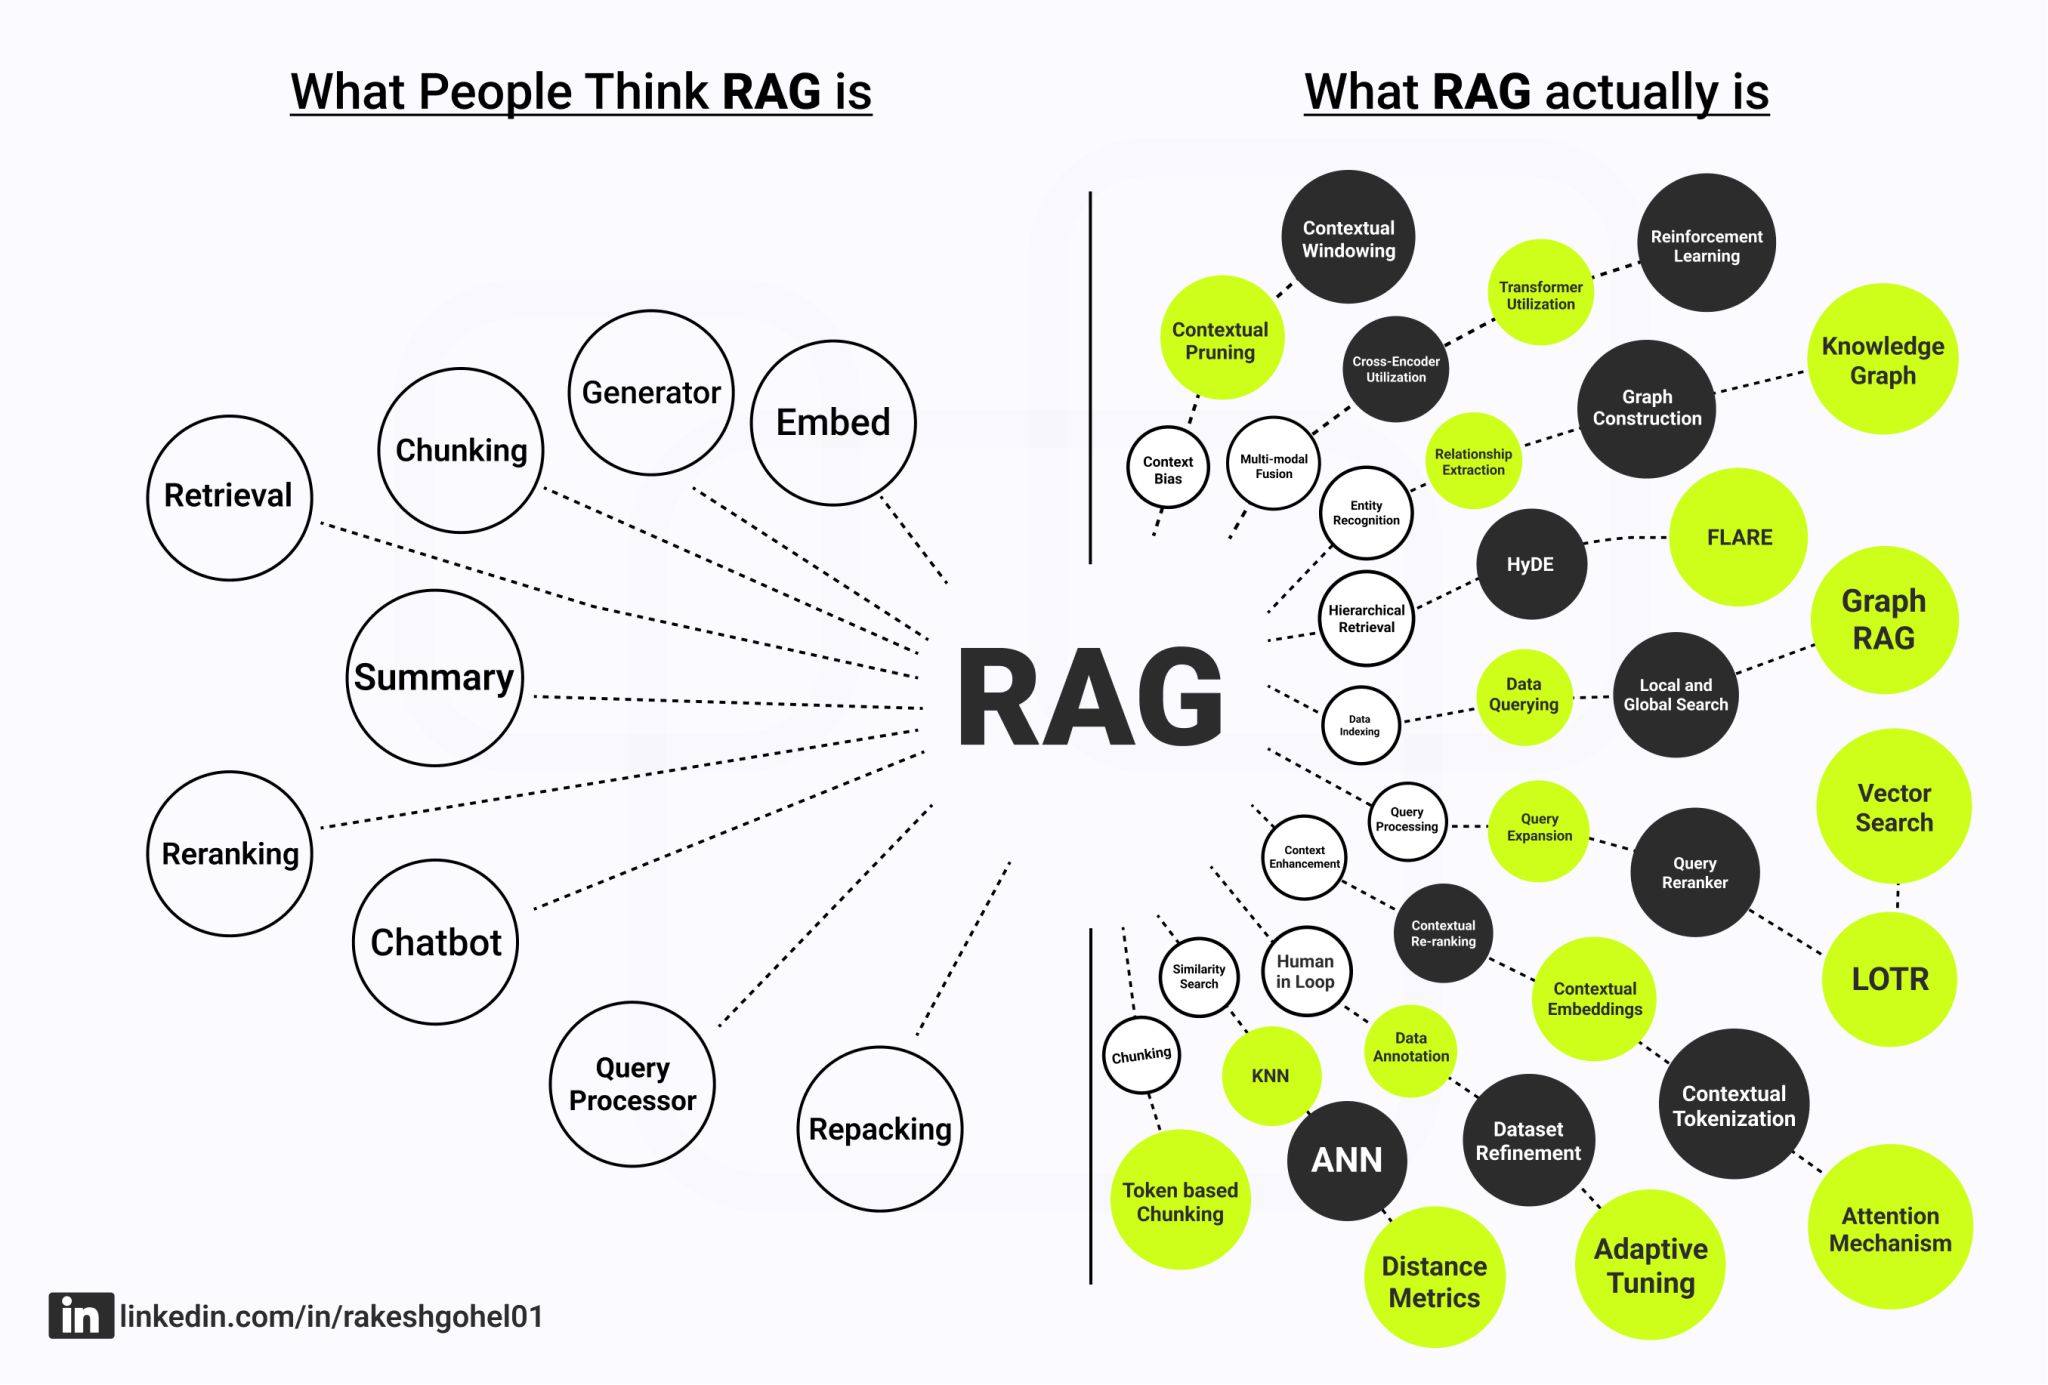 What People Think RAG is
Retrieval
Chunking
Generator
Embed
Summary
Reranking
Chatbot
Query
Processor
Repacking
RAG
What RAG actually is
Context
Bias
Contextual
Pruning
Contextual
Windowing
Multi-modal
Fusion
Cross-Encoder
Utilization
Transformer
Utilization
Reinforcement
Learning
Entity
Recognition
Relationship
Extraction
Graph
Construction
Knowledge
Graph
Hierarchical
Retrieval
HyDE
FLARE
Data
Indexing
Data
Querying
Local and
Global Search
Graph
RAG
Query
Processing
Query
Expansion
Query
Reranker
LOTR
Vector
Search
Context
Enhancement
Contextual
Re-ranking
Contextual
Embeddings
Contextual
Tokenization
Attention
Mechanism
Human
in Loop
Data
Annotation
Dataset
Refinement
Adaptive
Tuning
Similarity
Search
KNN
ANN
Distance
Metrics
Chunking
Token based
Chunking
in linkedin.com/in/rakeshgohel01